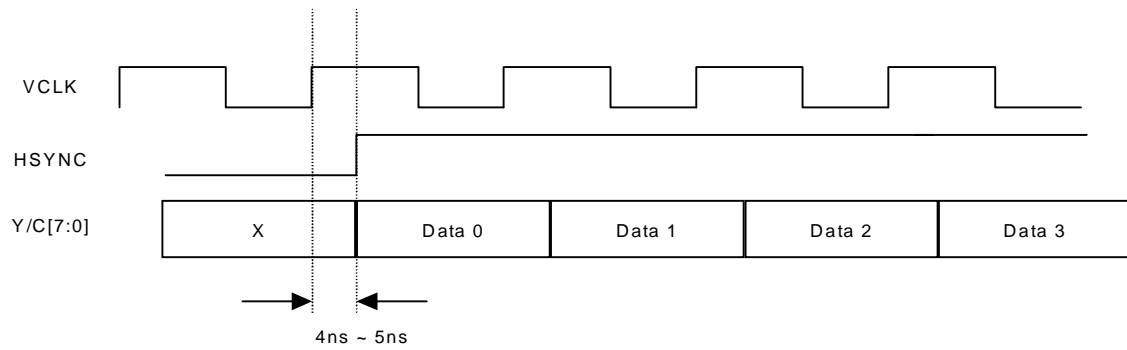 VCLK
HSYNC
Y/C[7:0]
X Data 0 Data 1 Data 2 Data 3
4ns ~ 5ns